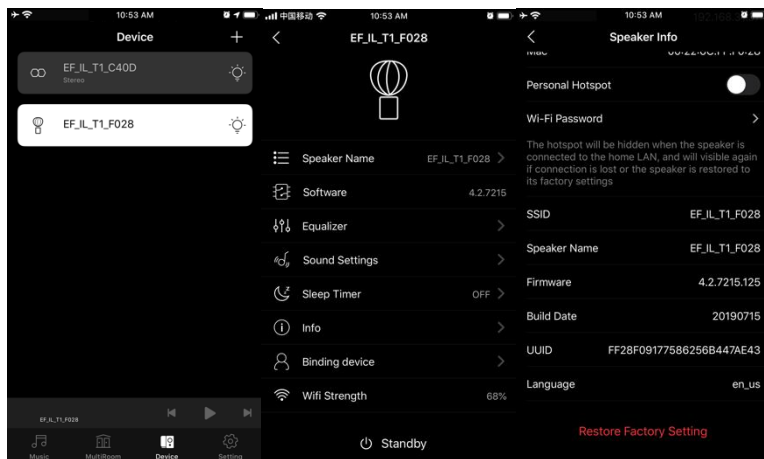 10:53 AM
Device
+
EF_IL_T1_C40D
Stereo
EF_IL_T1_F028
EF_IL_T1_F028
Music
MultiRoom
Device
Setting
中国移动
10:53 AM
EF_IL_T1_F028
Speaker Name
EF_IL_T1_F028
Software
4.2.7215
Equalizer
Sound Settings
Sleep Timer
OFF
Info
Binding device
Wifi Strength
68%
Standby
10:53 AM
Speaker Info
Personal Hotspot
Wi-Fi Password
The hotspot will be hidden when the speaker is
connected to the home LAN, and will visible again
if connection is lost or the speaker is restored to
its factory settings
SSID
EF_IL_T1_F028
Speaker Name
EF_IL_T1_F028
Firmware
4.2.7215.125
Build Date
20190715
UUID
FF28F09177586256B447AE43
Language
en_us
Restore Factory Setting